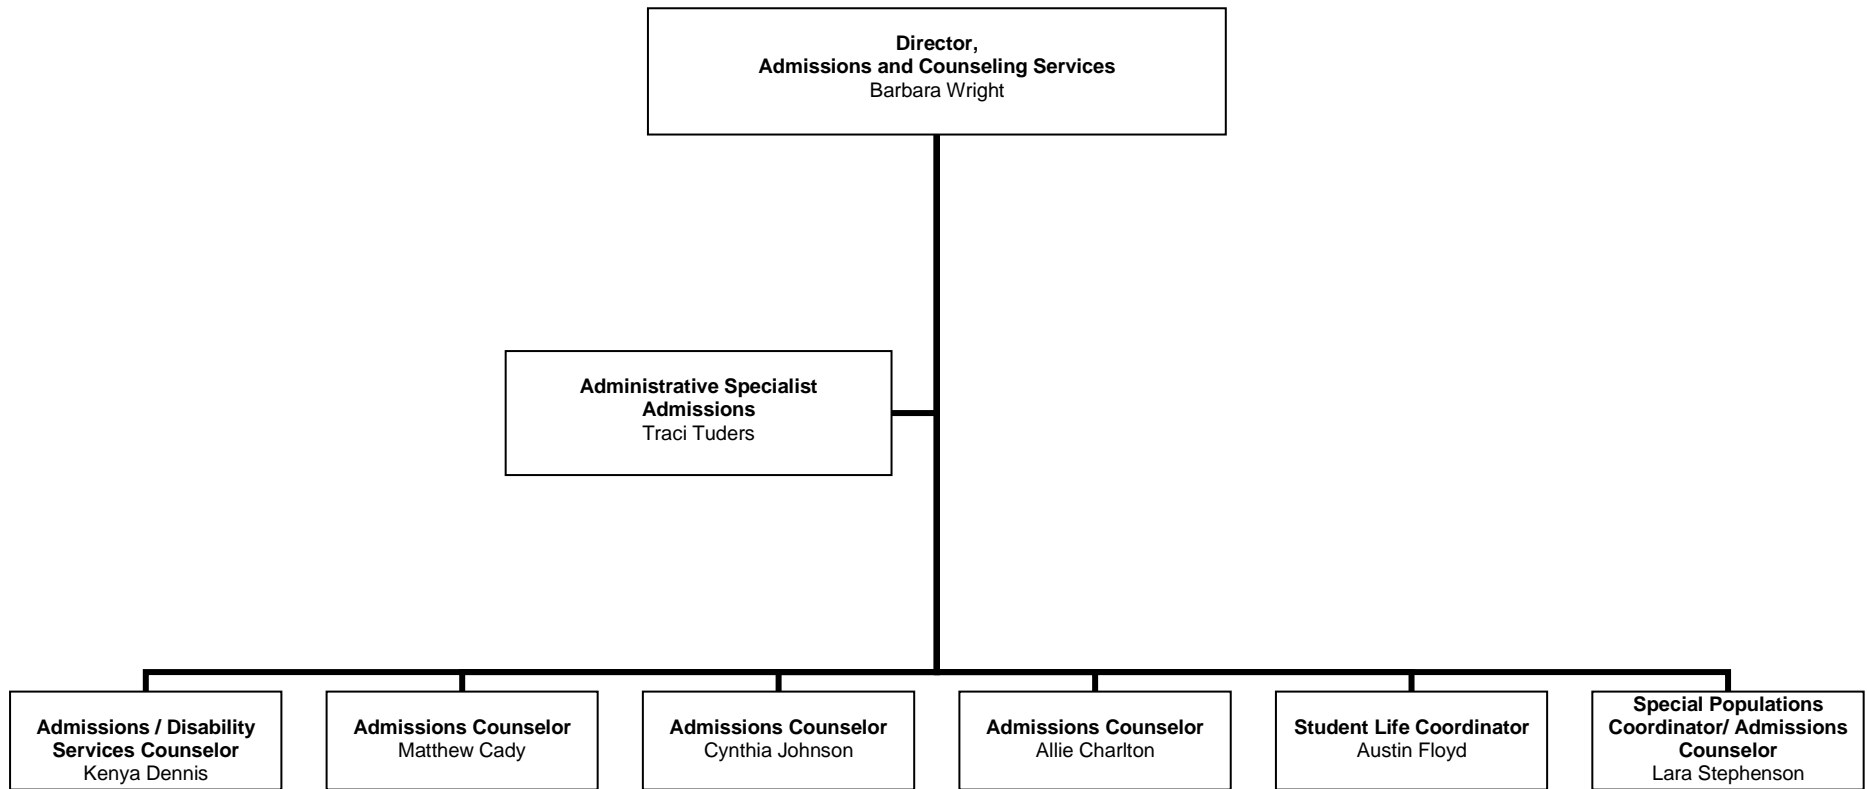 Director,
Admissions and Counseling Services
Barbara Wright
Administrative Specialist
Admissions
Traci Tuders
Admissions / Disability
Services Counselor
Kenya Dennis
Admissions Counselor
Matthew Cady
Admissions Counselor
Cynthia Johnson
Admissions Counselor
Allie Charlton
Student Life Coordinator
Austin Floyd
Special Populations
Coordinator/ Admissions
Counselor
Lara Stephenson